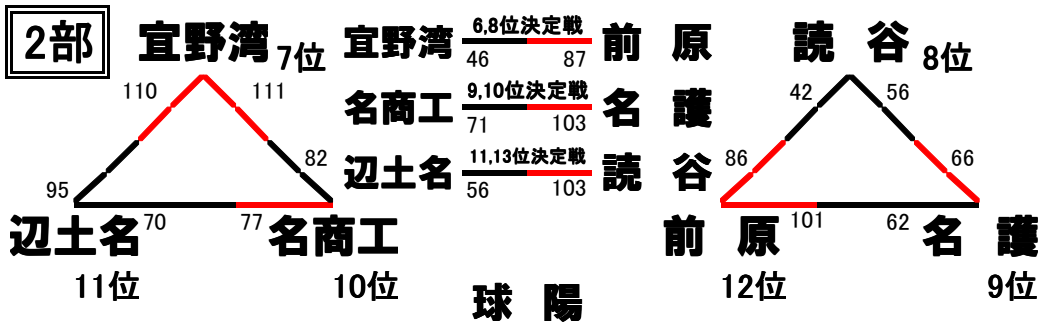 2部
宜野湾 7位
110 111
95 82
70 77
辺土名 名商工
11位 10位
6,8位決定戦
宜野湾 前原
46 87
9,10位決定戦
名商工 名護
71 103
11,13位決定戦
辺土名 読谷
56 103
球陽
読谷 8位
42 56
86 66
101 62
前原 名護
12位 9位